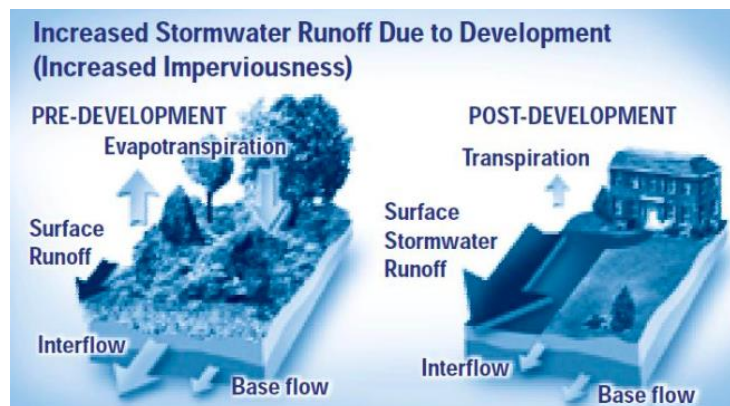 Increased Stormwater Runoff Due to Development
(Increased Imperviousness)
PRE-DEVELOPMENT
Evapotranspiration
Surface
Runoff
Interflow
Base flow
POST-DEVELOPMENT
Transpiration
Surface
Stormwater
Runoff
Interflow
Base flow